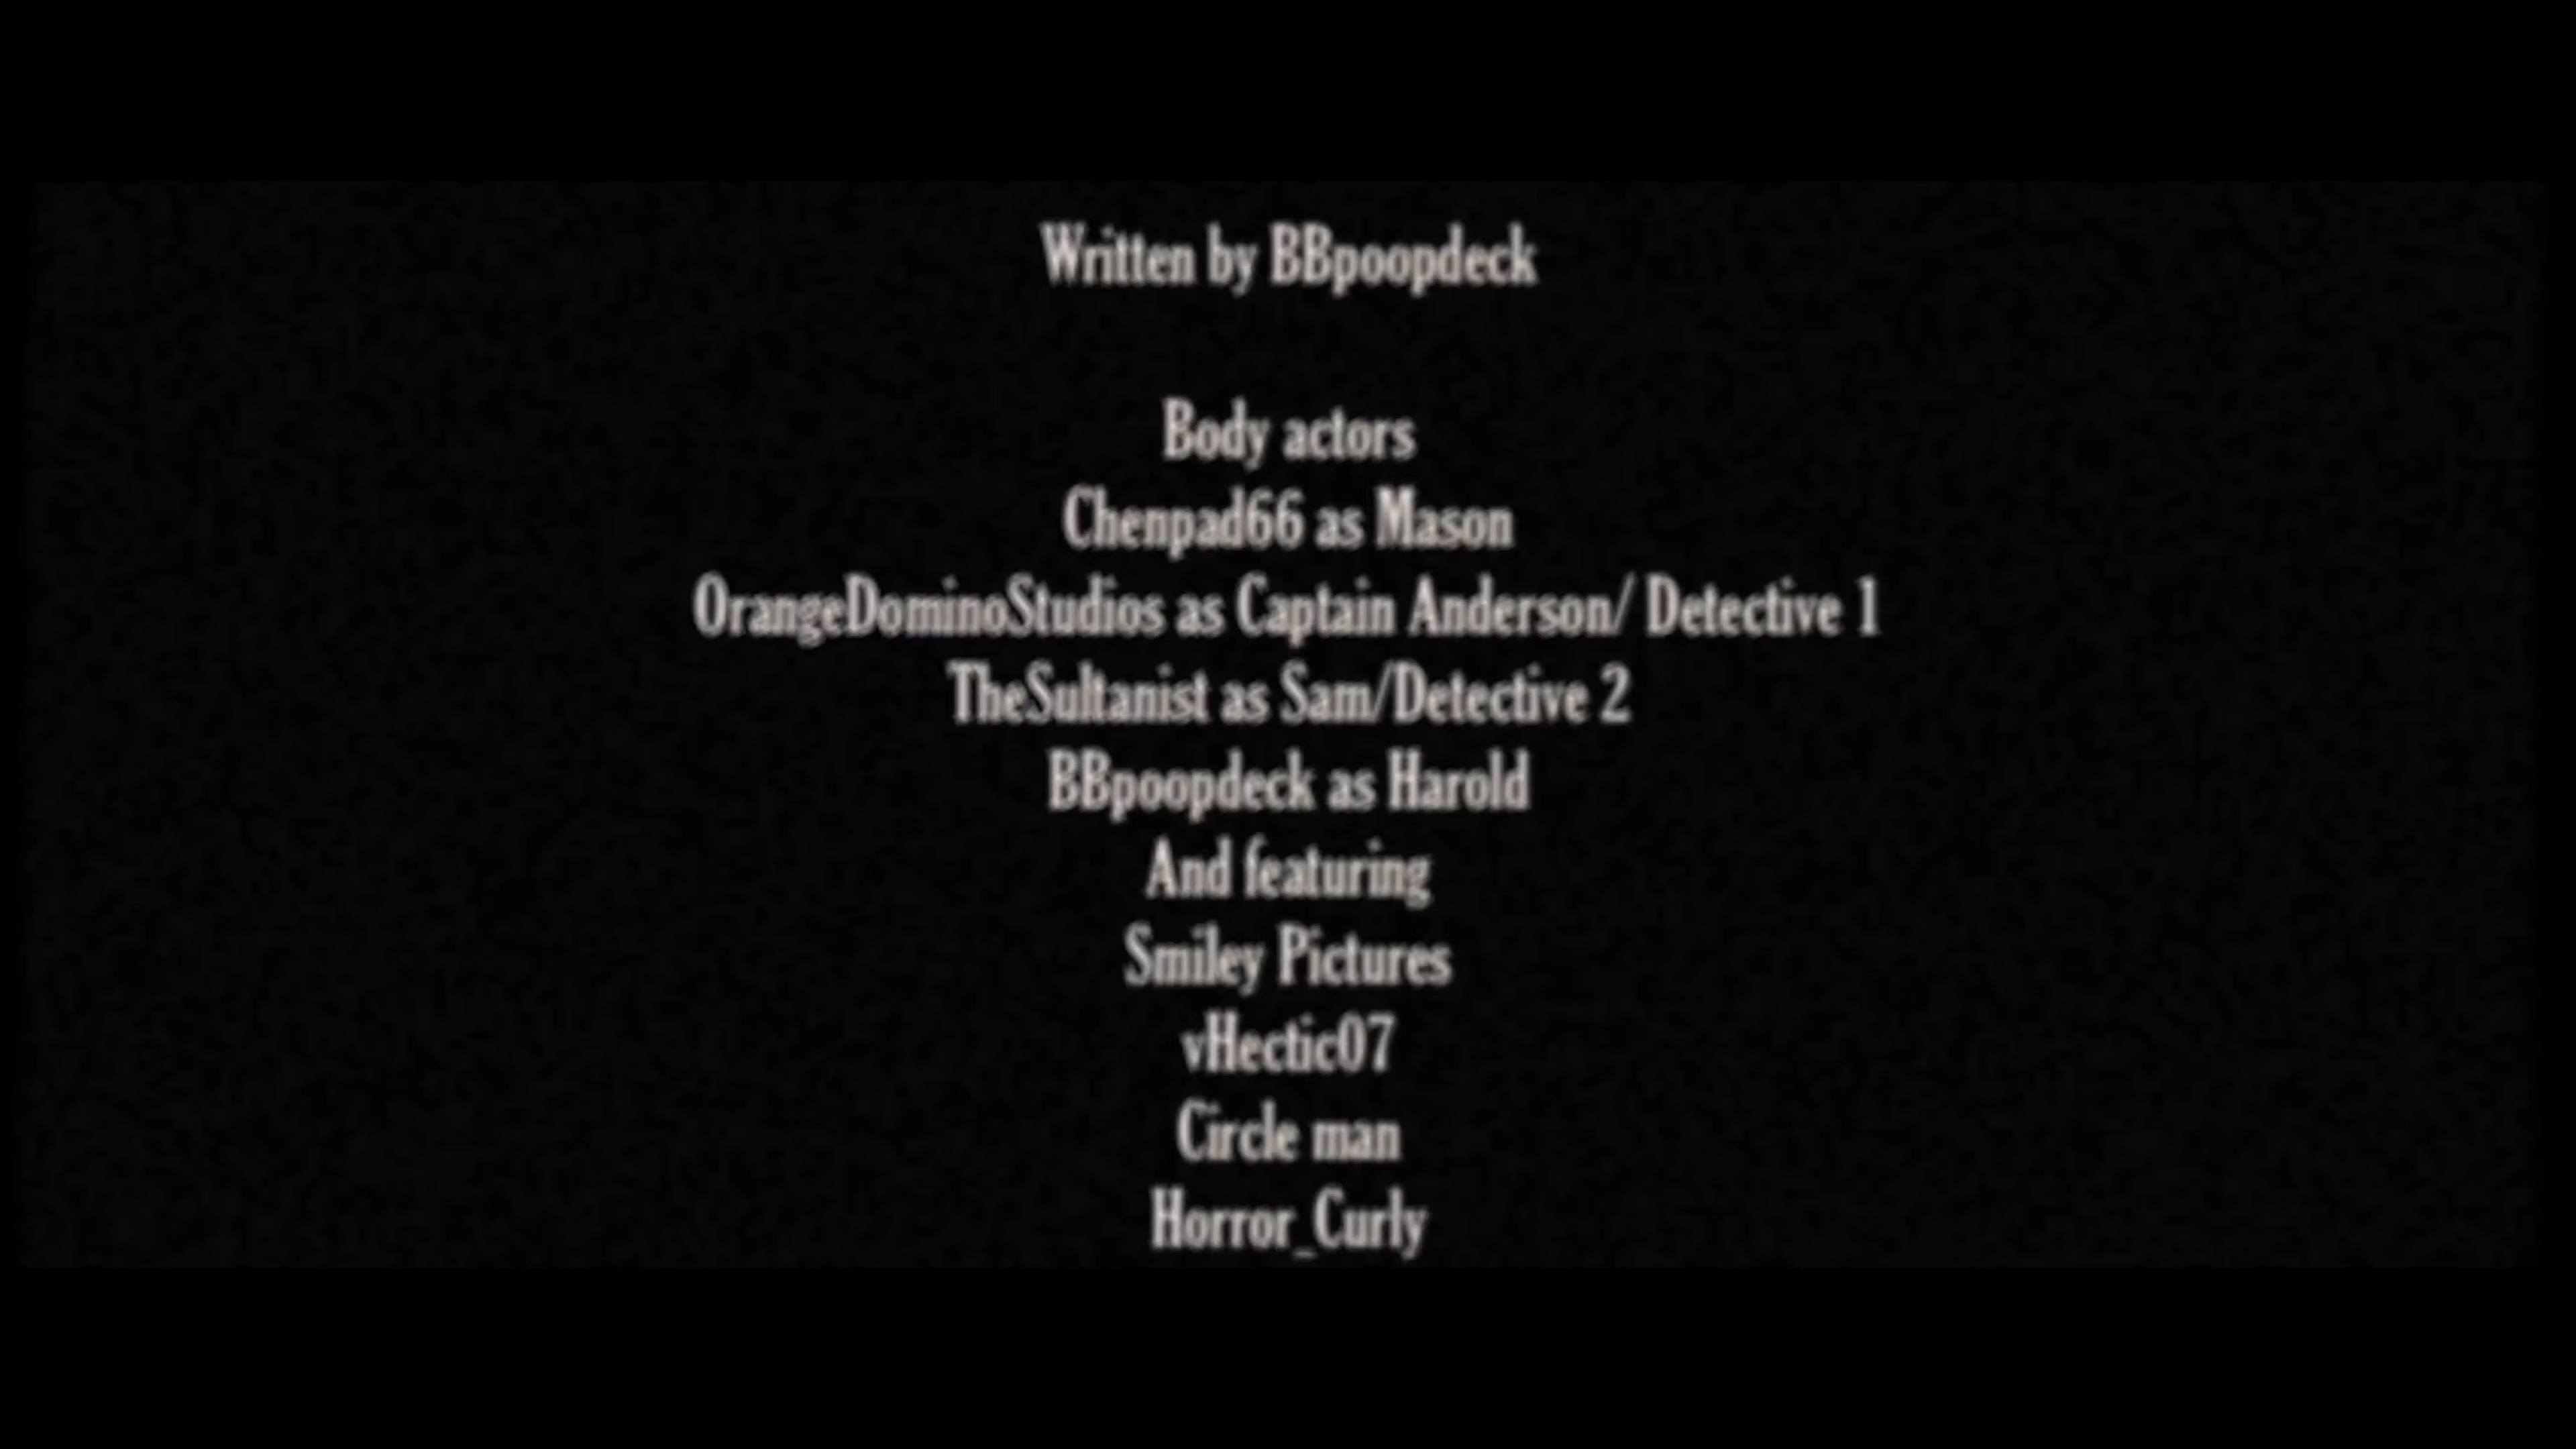 Written by BBpoopdeck
Body actors
Chenpad66 as Mason
OrangeDominoStudios as Captain Anderson/ Detective 1
TheSultanist as Sam/Detective 2
BBpoopdeck as Harold
And featuring
Smiley Pictures
vHectic07
Circle man
Horror_Curly